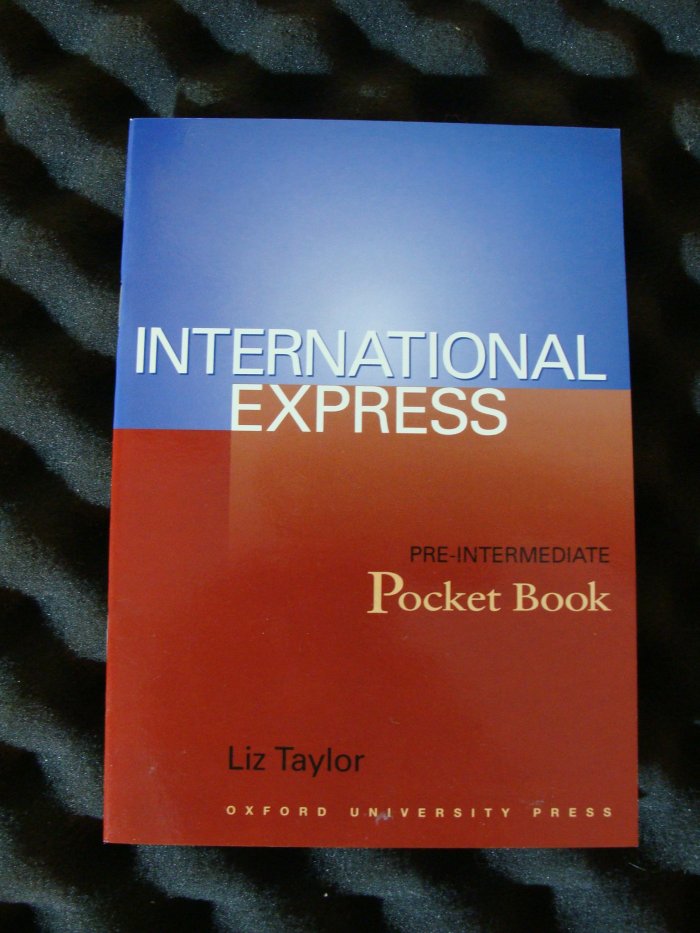 INTERNATIONAL
EXPRESS
PRE-INTERMEDIATE
Pocket Book
Liz Taylor
OXFORD UNIVERSITY PRESS